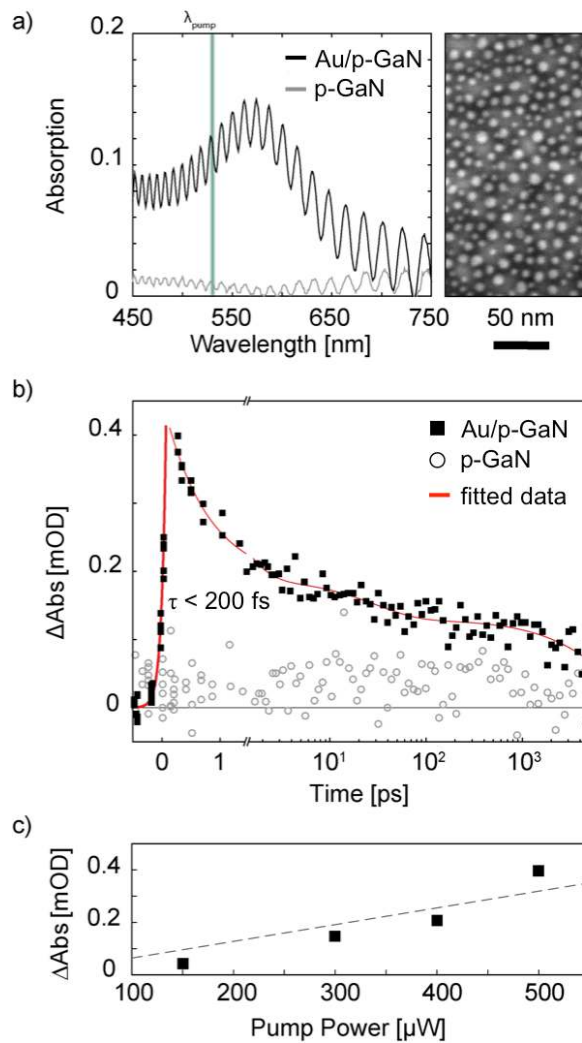 a)
λpump
0.2
Au/p-GaN
p-GaN
0.1
0
Absorption
450 550 650 750
Wavelength [nm]
50 nm
b)
0.4
Au/p-GaN
p-GaN
fitted data
0.2
τ < 200 fs
0
ΔAbs [mOD]
0 1 10¹ 10² 10³
Time [ps]
c)
0.4
0.2
0
ΔAbs [mOD]
100 200 300 400 500
Pump Power [µW]